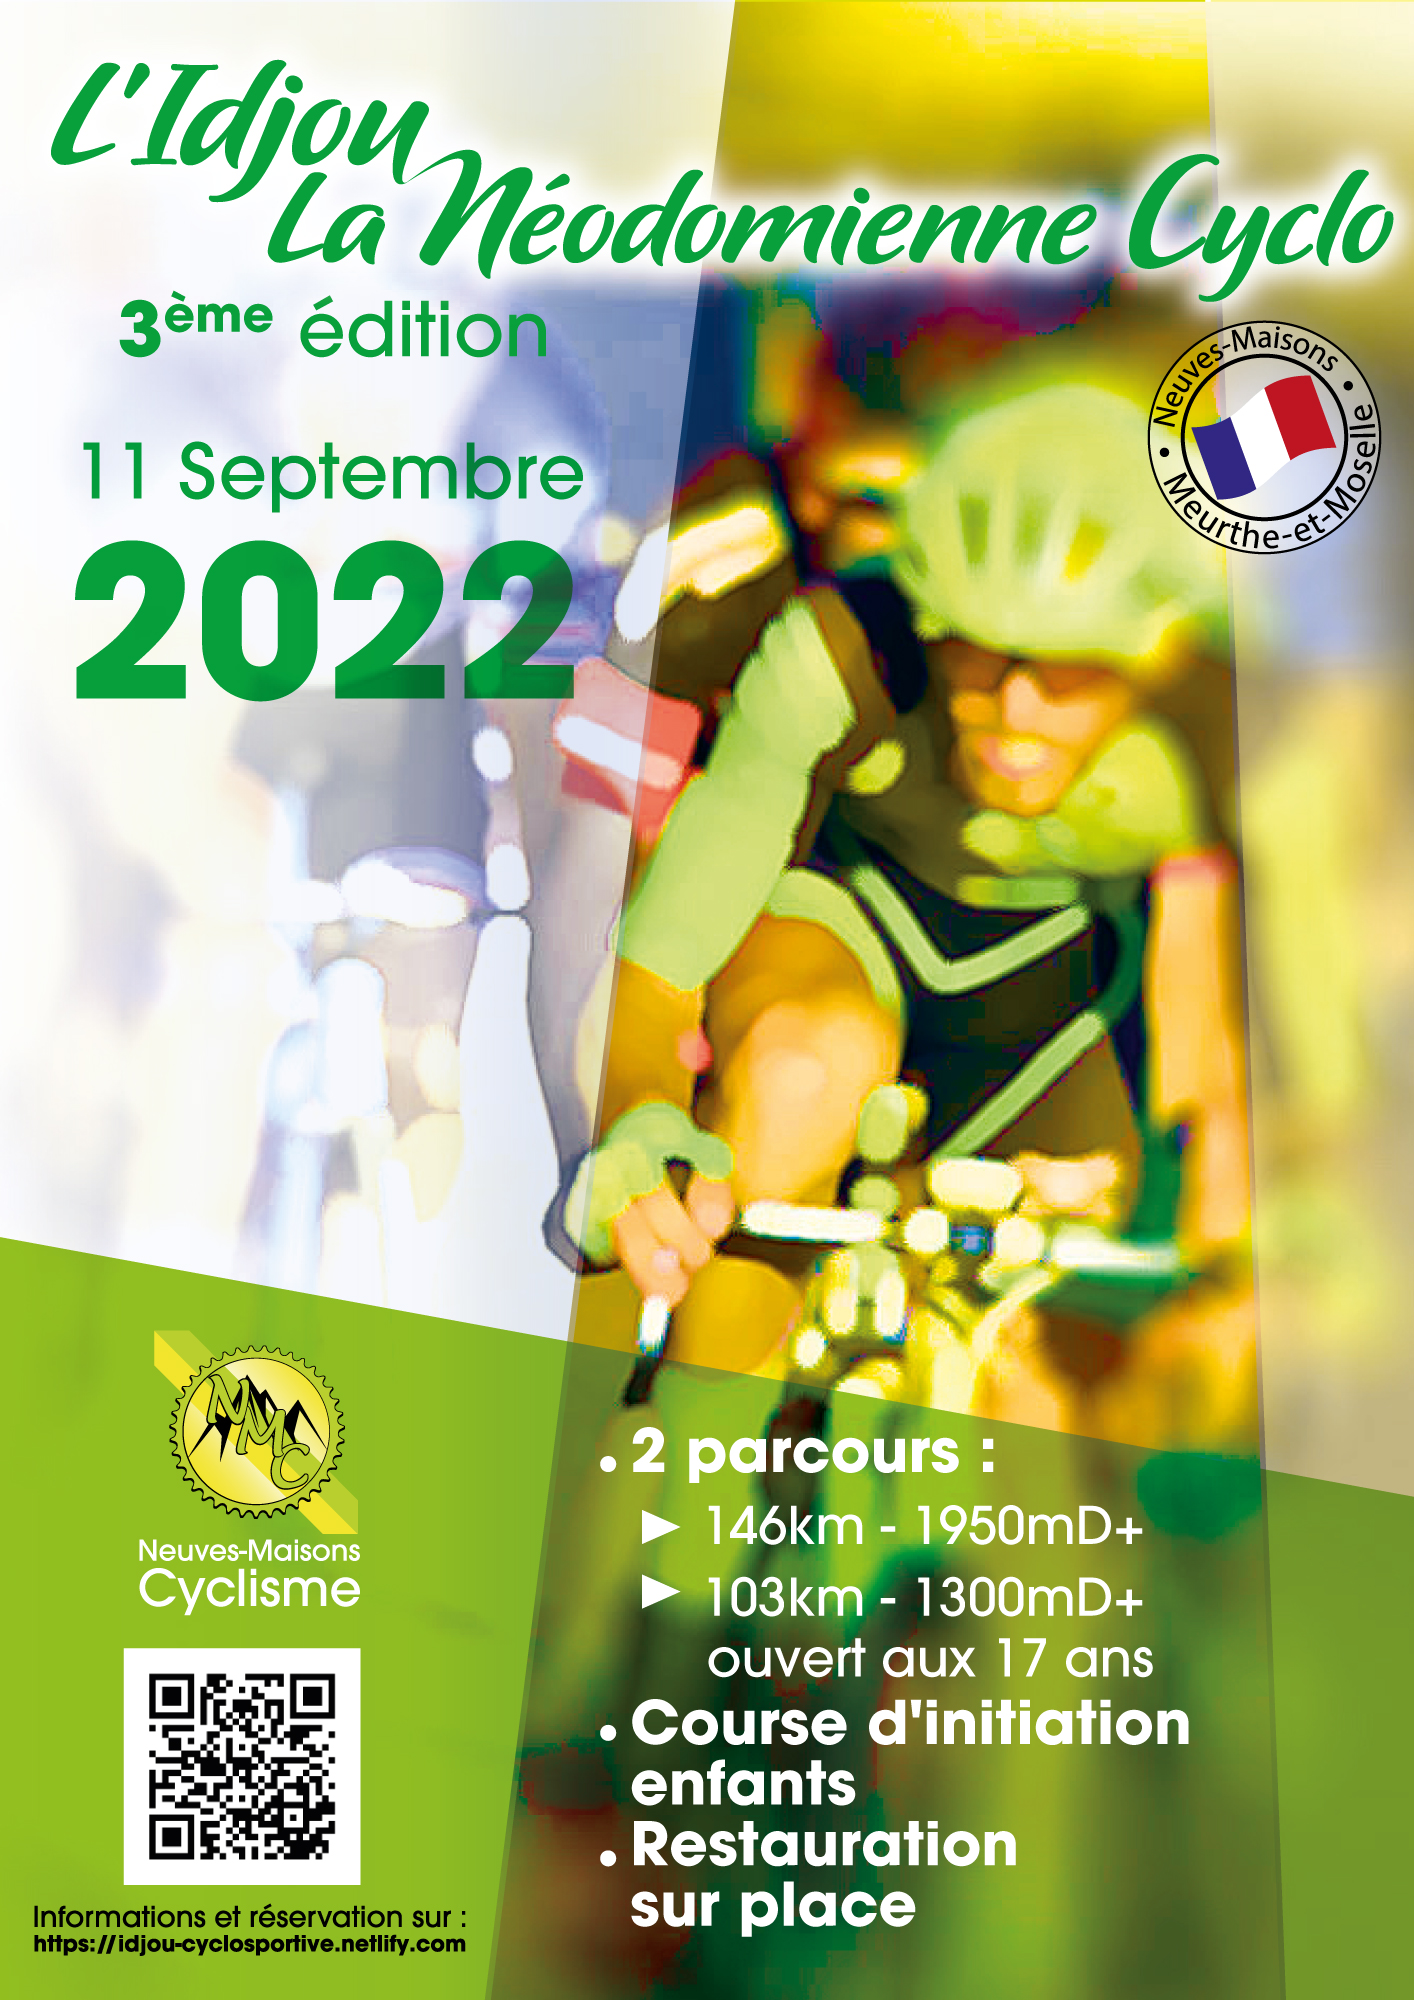 L'Idjou
La Néodomienne Cyclo
3ème édition
Neuves-Maisons • Meurthe-et-Moselle •
11 Septembre
2022
NMC
Neuves-Maisons
Cyclisme
Informations et réservation sur :
https://idjou-cyclosportive.netlify.com
. 2 parcours :
► 146km - 1950mD+
► 103km - 1300mD+
ouvert aux 17 ans
. Course d'initiation
enfants
. Restauration
sur place